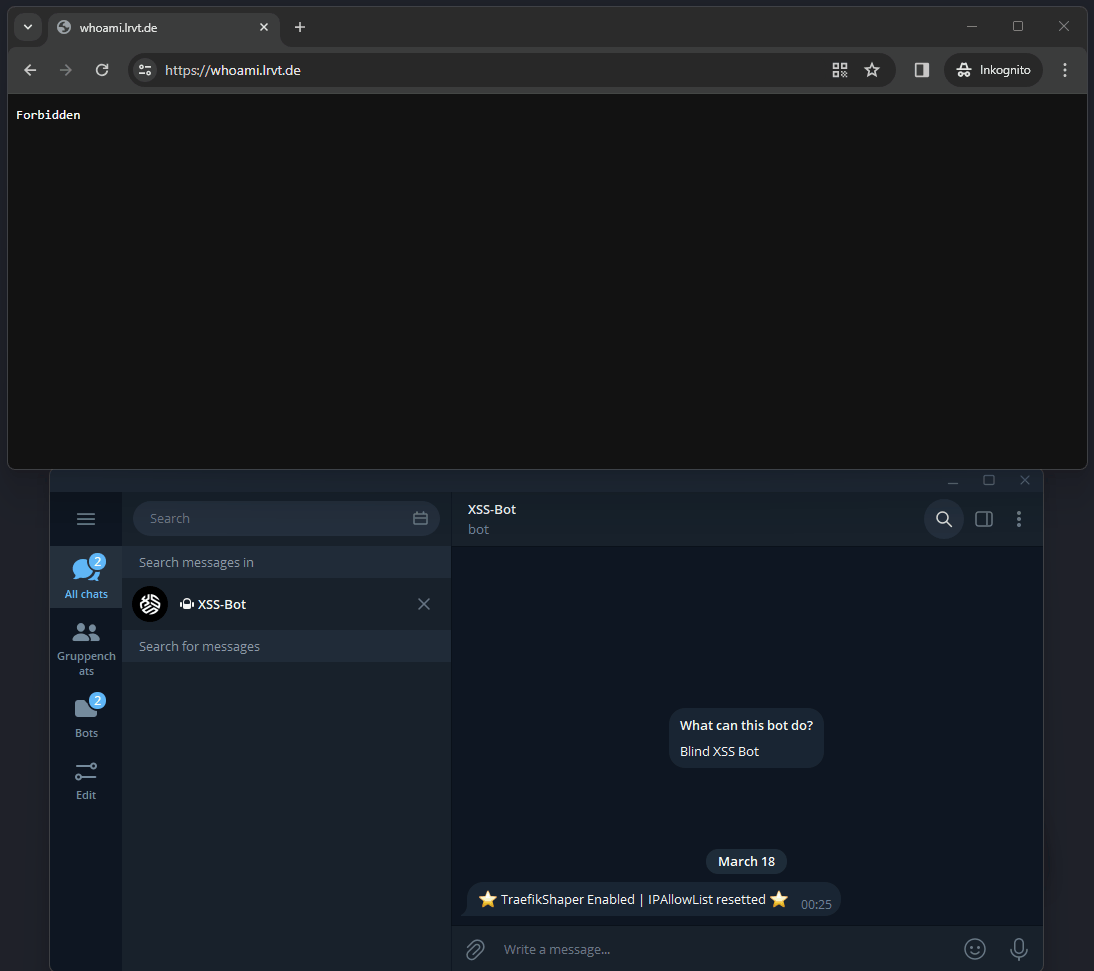 whoami.lrvt.de
https://whoami.lrvt.de
Inkognito
Forbidden
Search
XSS-Bot
bot
2
All chats
Search messages in
XSS-Bot
Gruppench
ats
Search for messages
2
Bots
Edit
What can this bot do?
Blind XSS Bot
March 18
⭐ TraefikShaper Enabled | IPAllowList resetted ⭐ 00:25
Write a message...